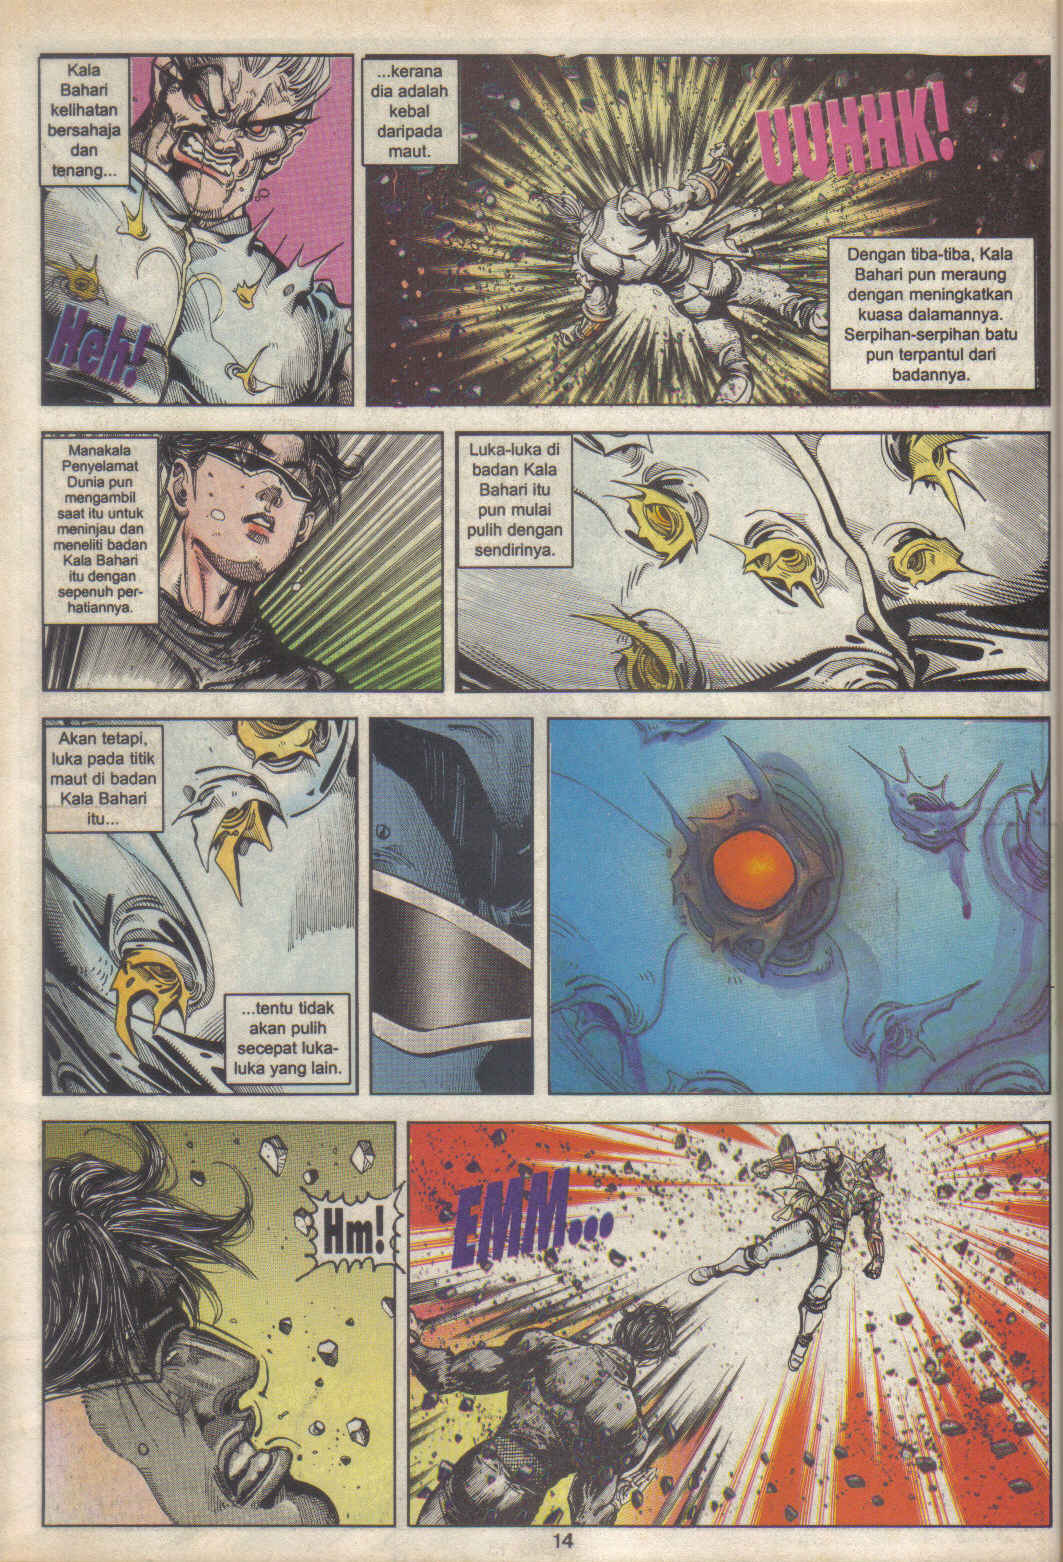 Kala
Bahari
kelihatan
bersahaja
dan
tenang...
Heh!
...kerana
dia adalah
kebal
daripada
maut.
UUHHK!
Dengan tiba-tiba, Kala
Bahari pun meraung
dengan meningkatkan
kuasa dalamannya.
Serpihan-serpihan batu
pun terpantul dari
badannya.
Manakala
Penyelamat
Dunia pun
mengambil
saat itu untuk
meninjau dan
meneliti badan
Kala Bahari
itu dengan
sepenuh per-
hatiannya.
Luka-luka di
badan Kala
Bahari itu
pun mulai
pulih dengan
sendirinya.
Akan tetapi,
luka pada titik
maut di badan
Kala Bahari
itu...
...tentu tidak
akan pulih
secepat luka-
luka yang lain.
Hm!
EMM...
14